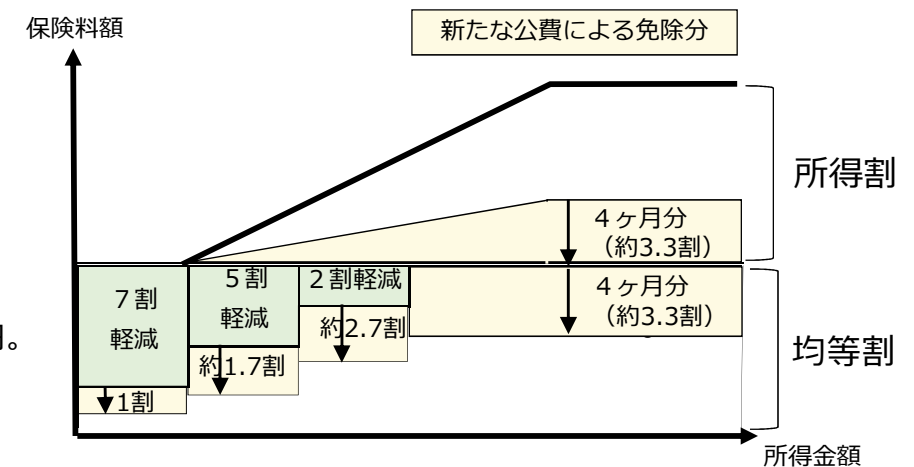 保険料額
新たな公費による免除分
所得割
4ヶ月分
(約3.3割)
7割
軽減
5割
軽減
2割軽減
4ヶ月分
(約3.3割)
約2.7割
約1.7割
1割
均等割
所得金額